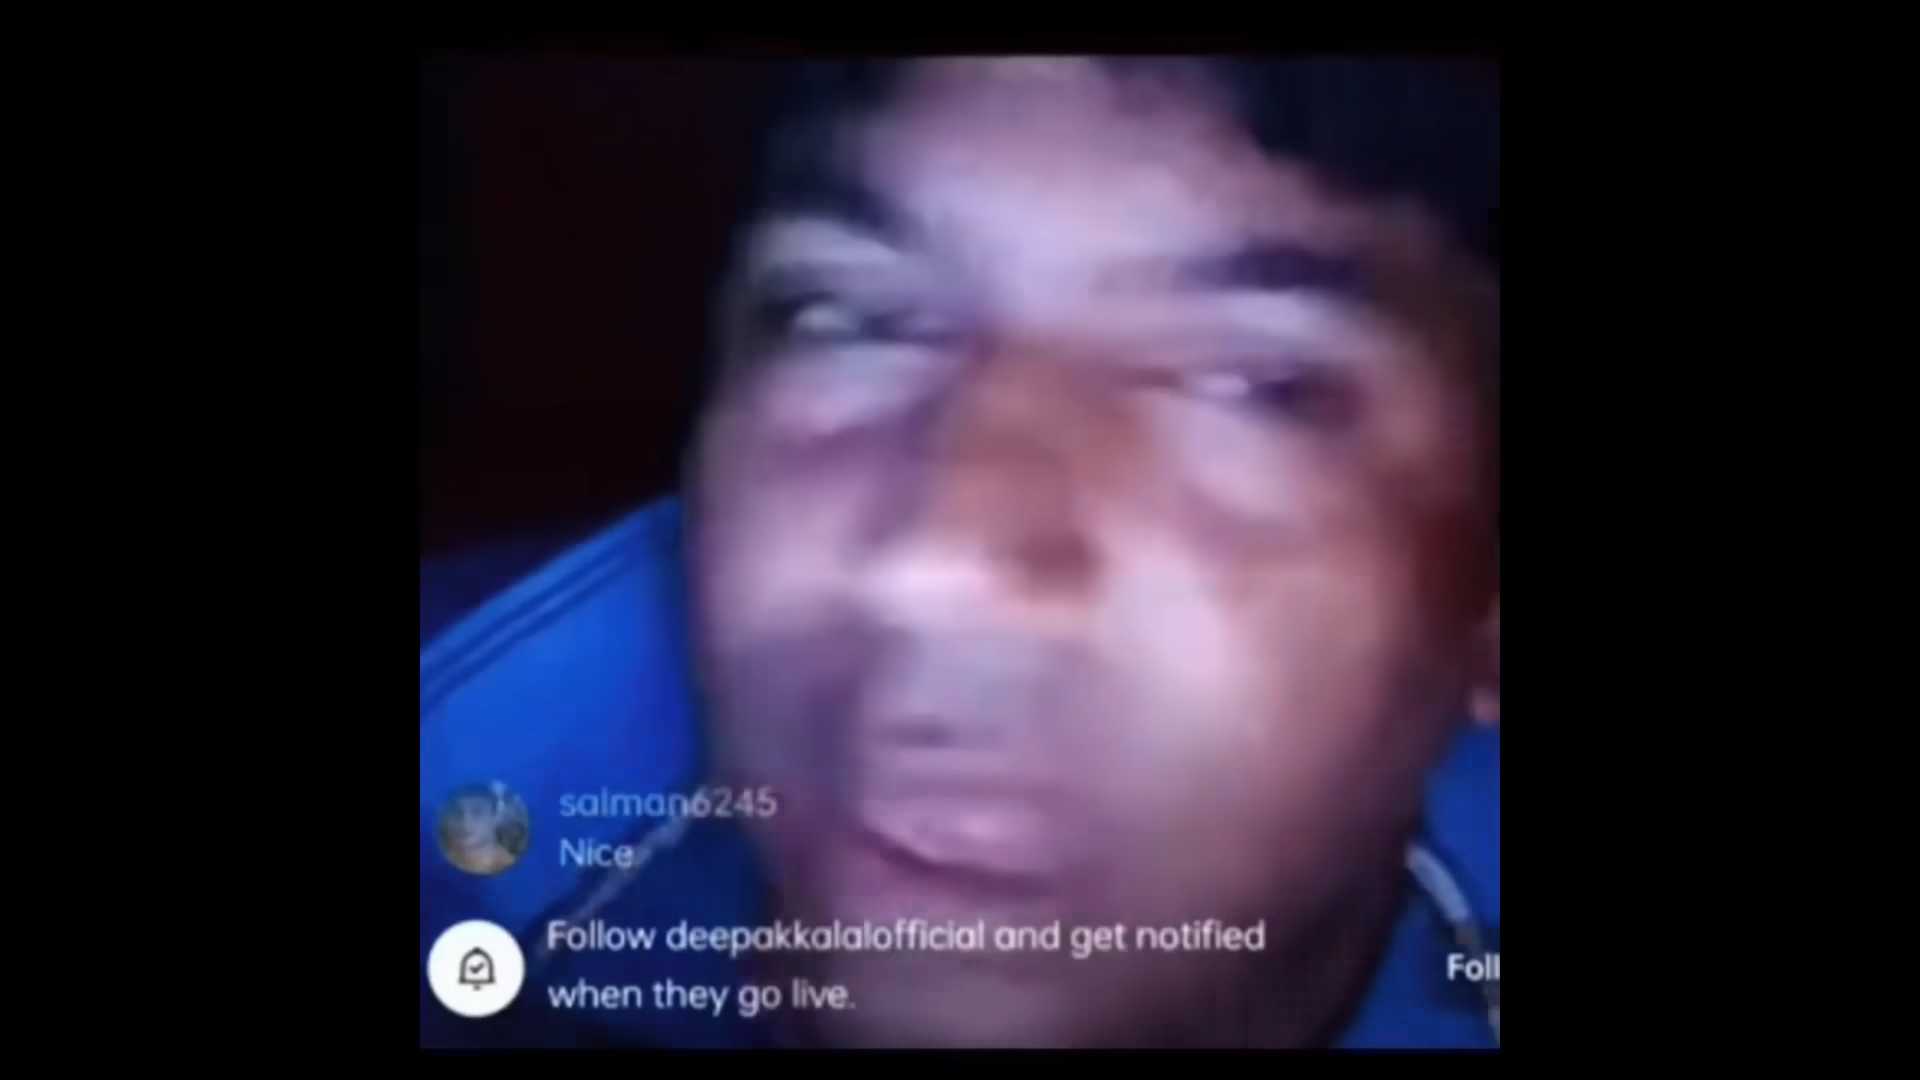 salman6245
Nice
Follow deepakkalalofficial and get notified
when they go live.
Foll